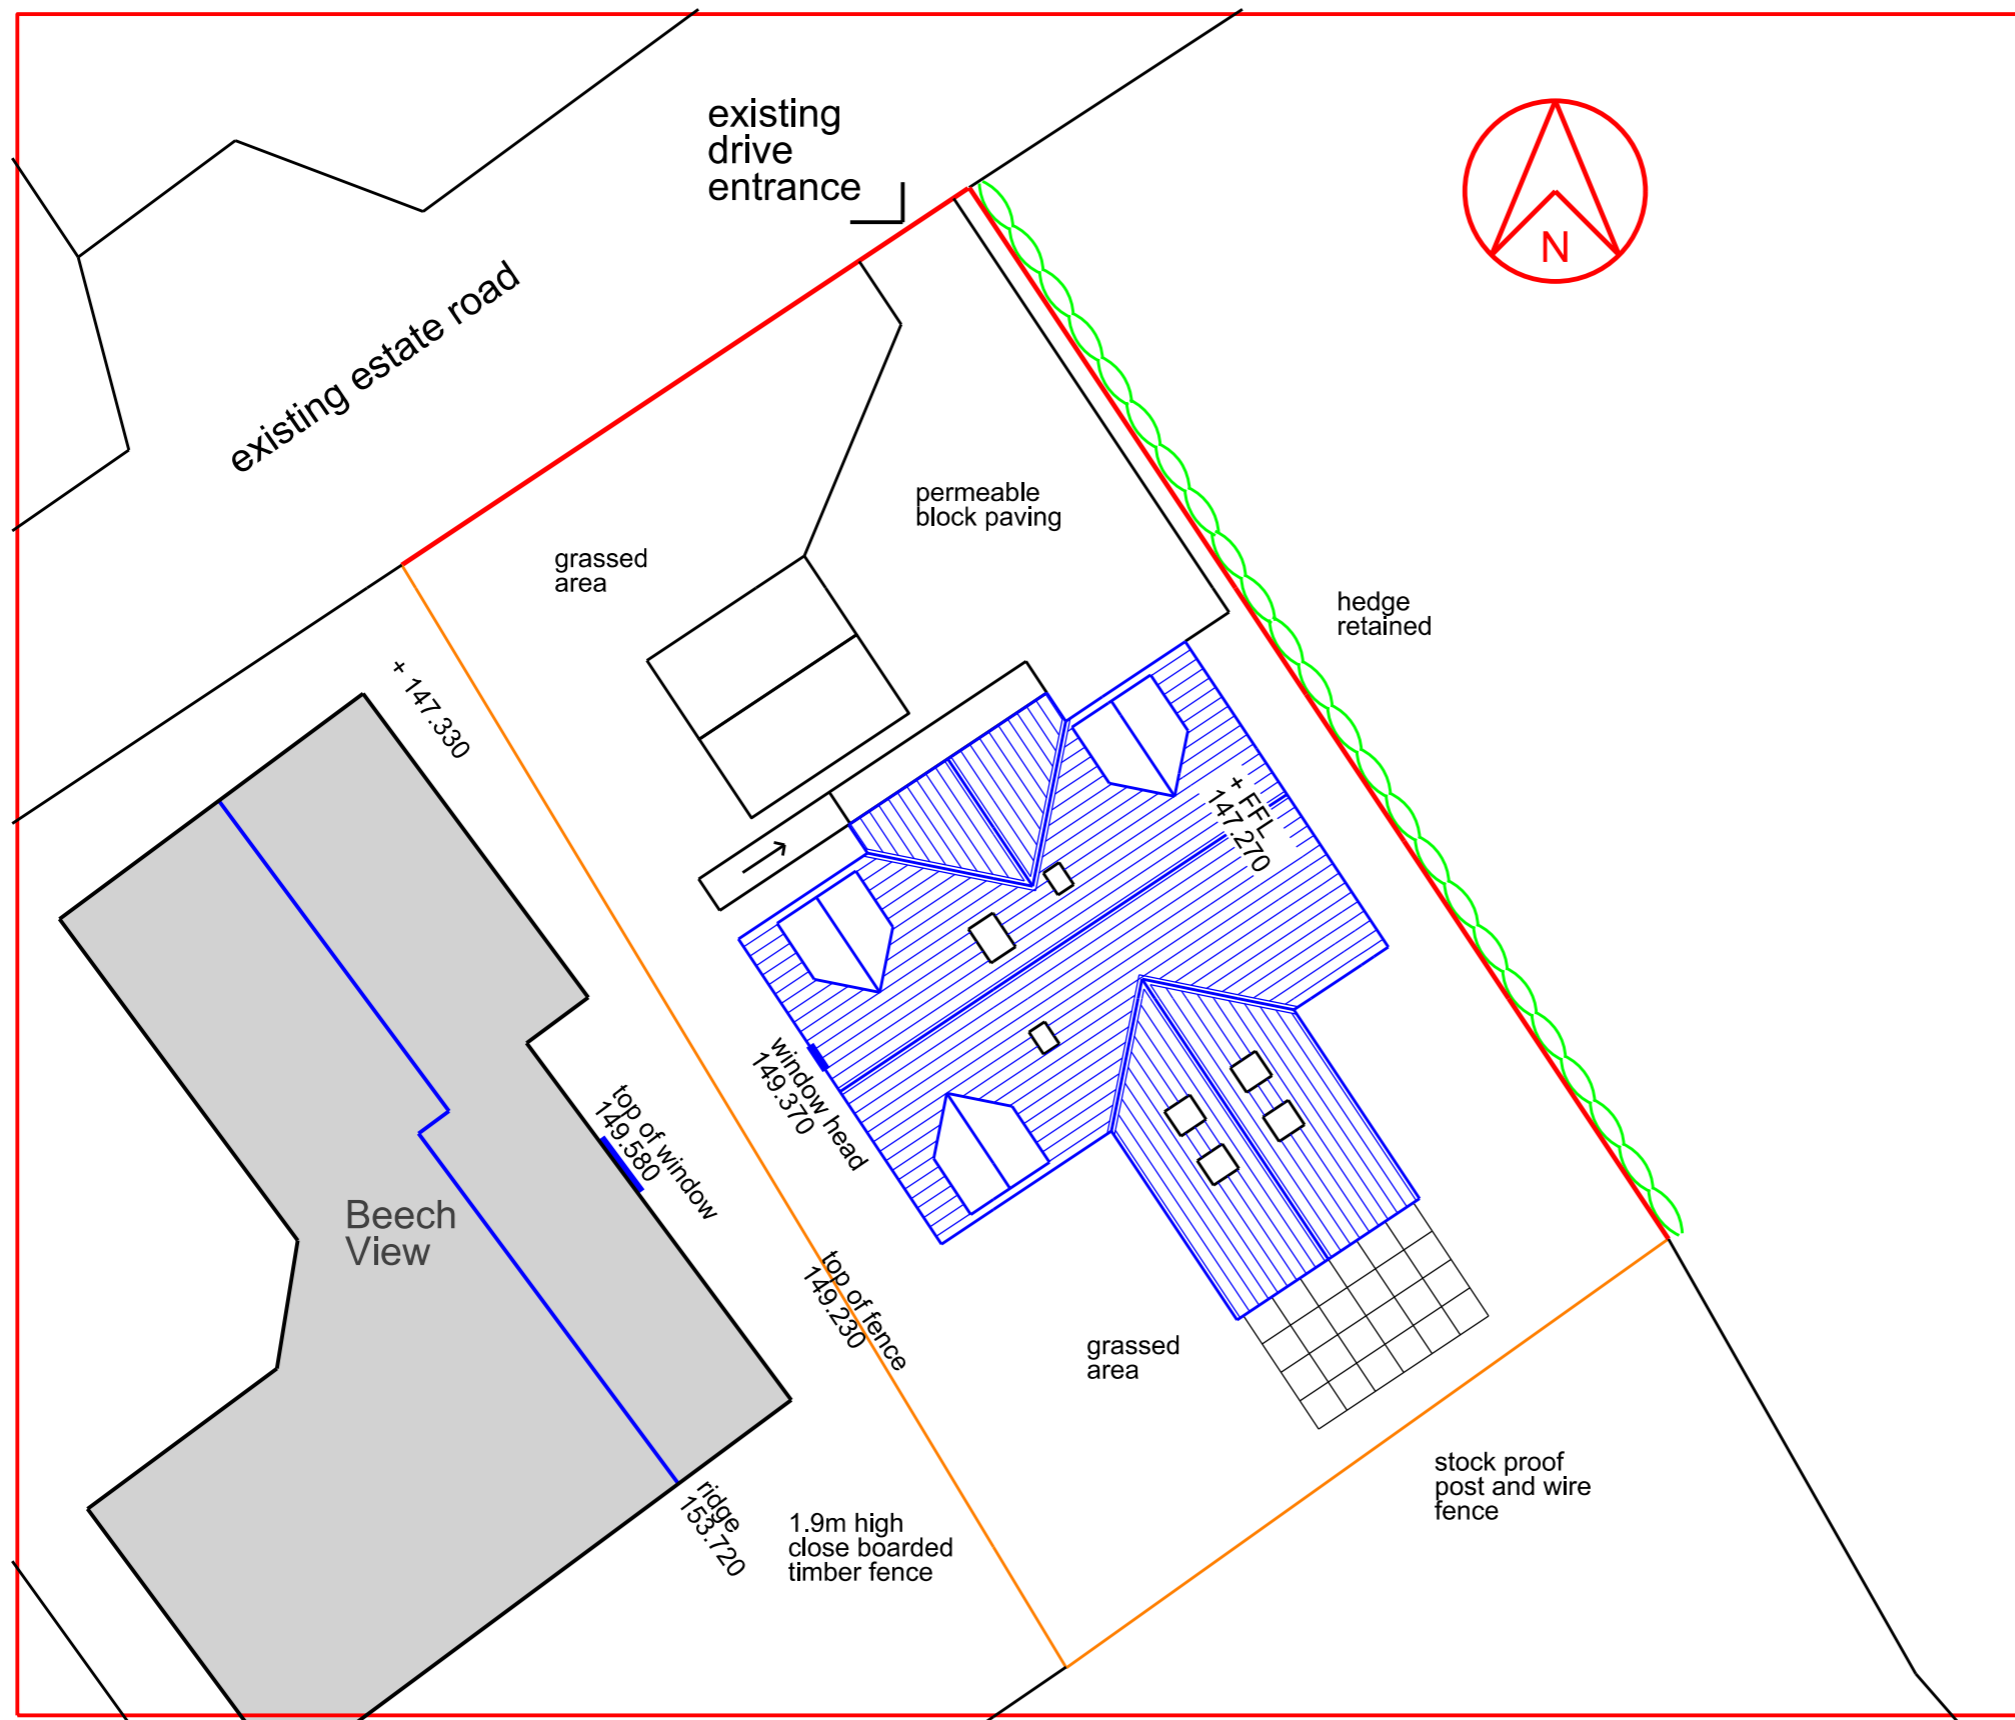 existing
drive
entrance
N
existing estate road
permeable
block paving
grassed
area
hedge
retained
+ 147.330
+ FFL
147.270
window head
149.370
top of window
149.580
Beech
View
top of fence
149.230
grassed
area
stock proof
post and wire
fence
ridge
153.720
1.9m high
close boarded
timber fence